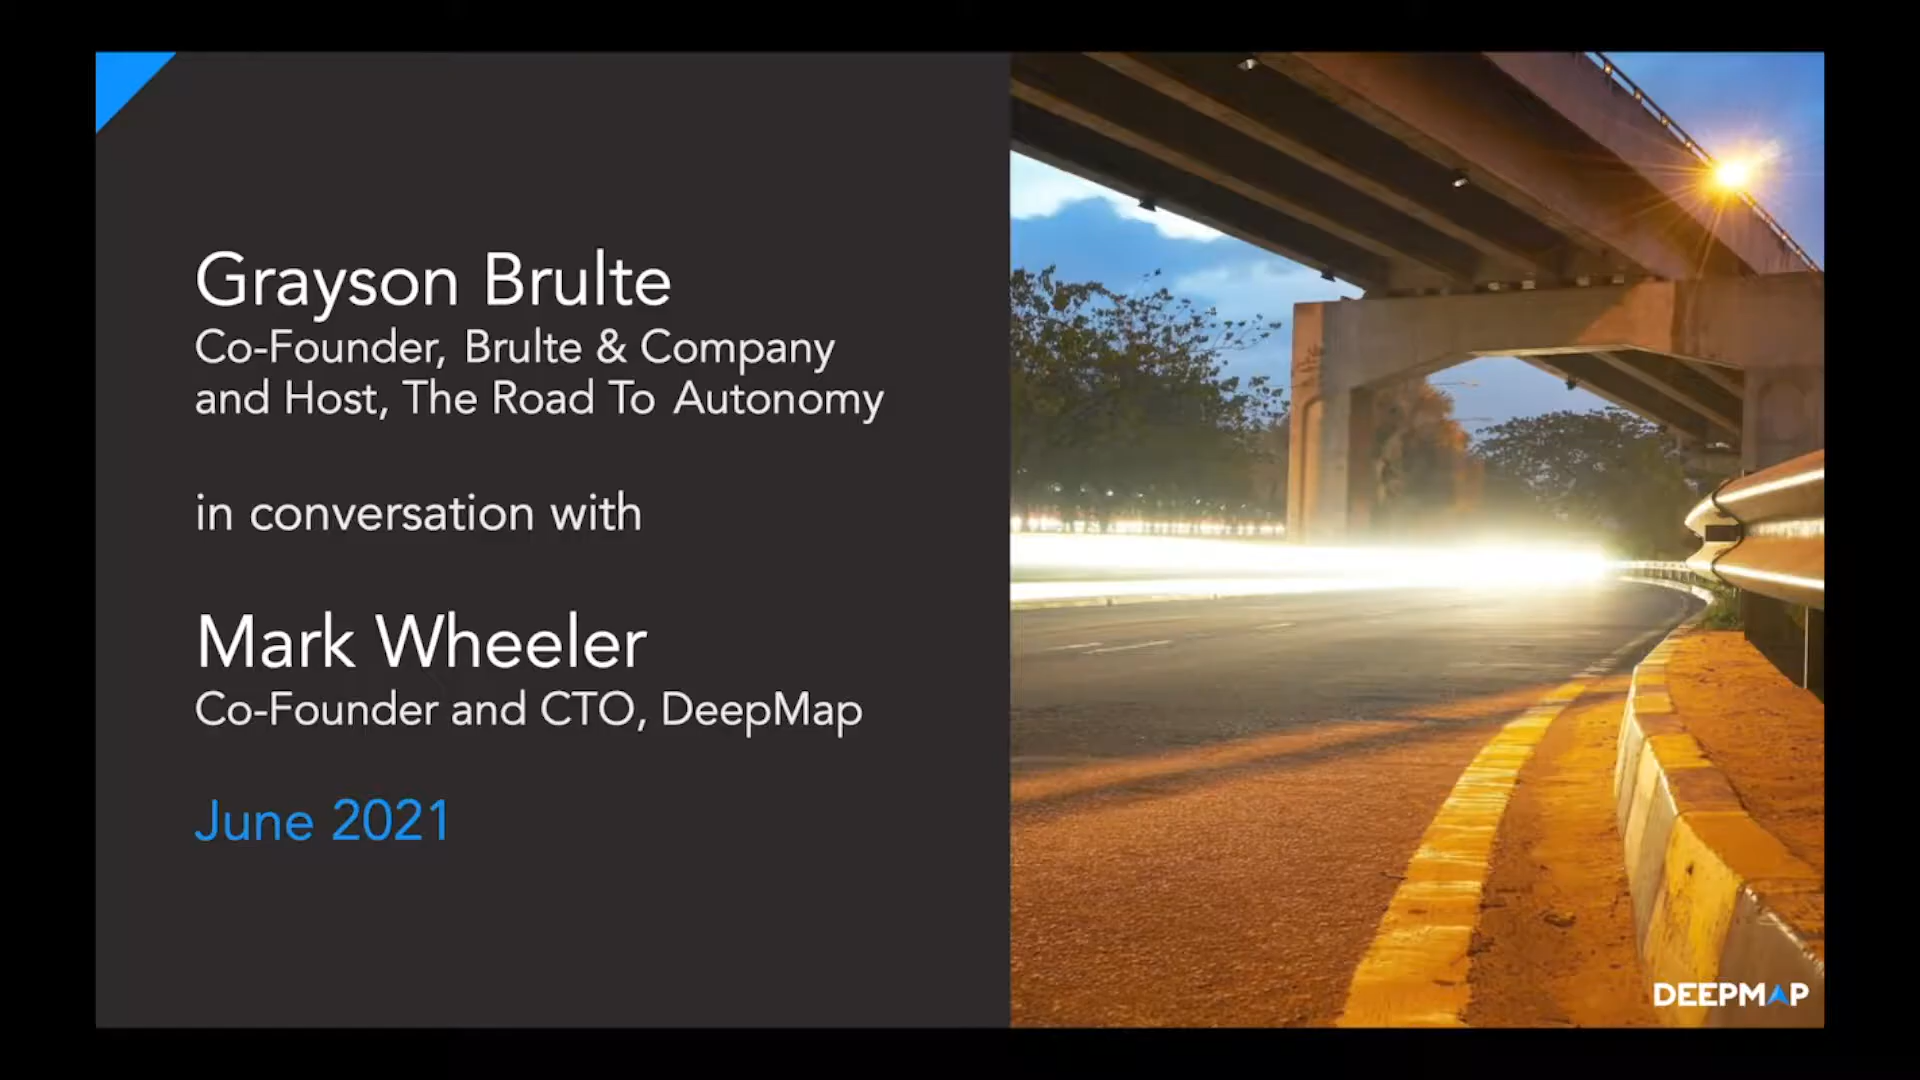 Grayson Brulte
Co-Founder, Brulte & Company
and Host, The Road To Autonomy
in conversation with
Mark Wheeler
Co-Founder and CTO, DeepMap
June 2021
DEEPMAP